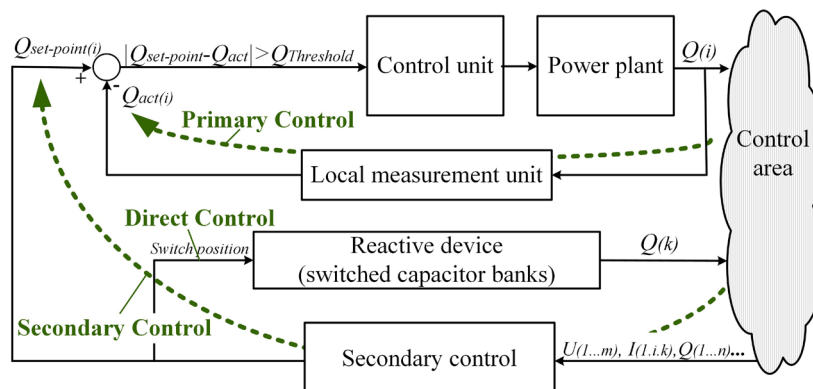 Qset-point(i)
+
-
|Qset-point-Qact|>QThreshold
Control unit
Power plant
Q(i)
Qact(i)
Primary Control
Local measurement unit
Control
area
Direct Control
Switch position
Reactive device
(switched capacitor banks)
Q(k)
Secondary Control
Secondary control
U(1...m), I(1.i.k),Q(1...n)...